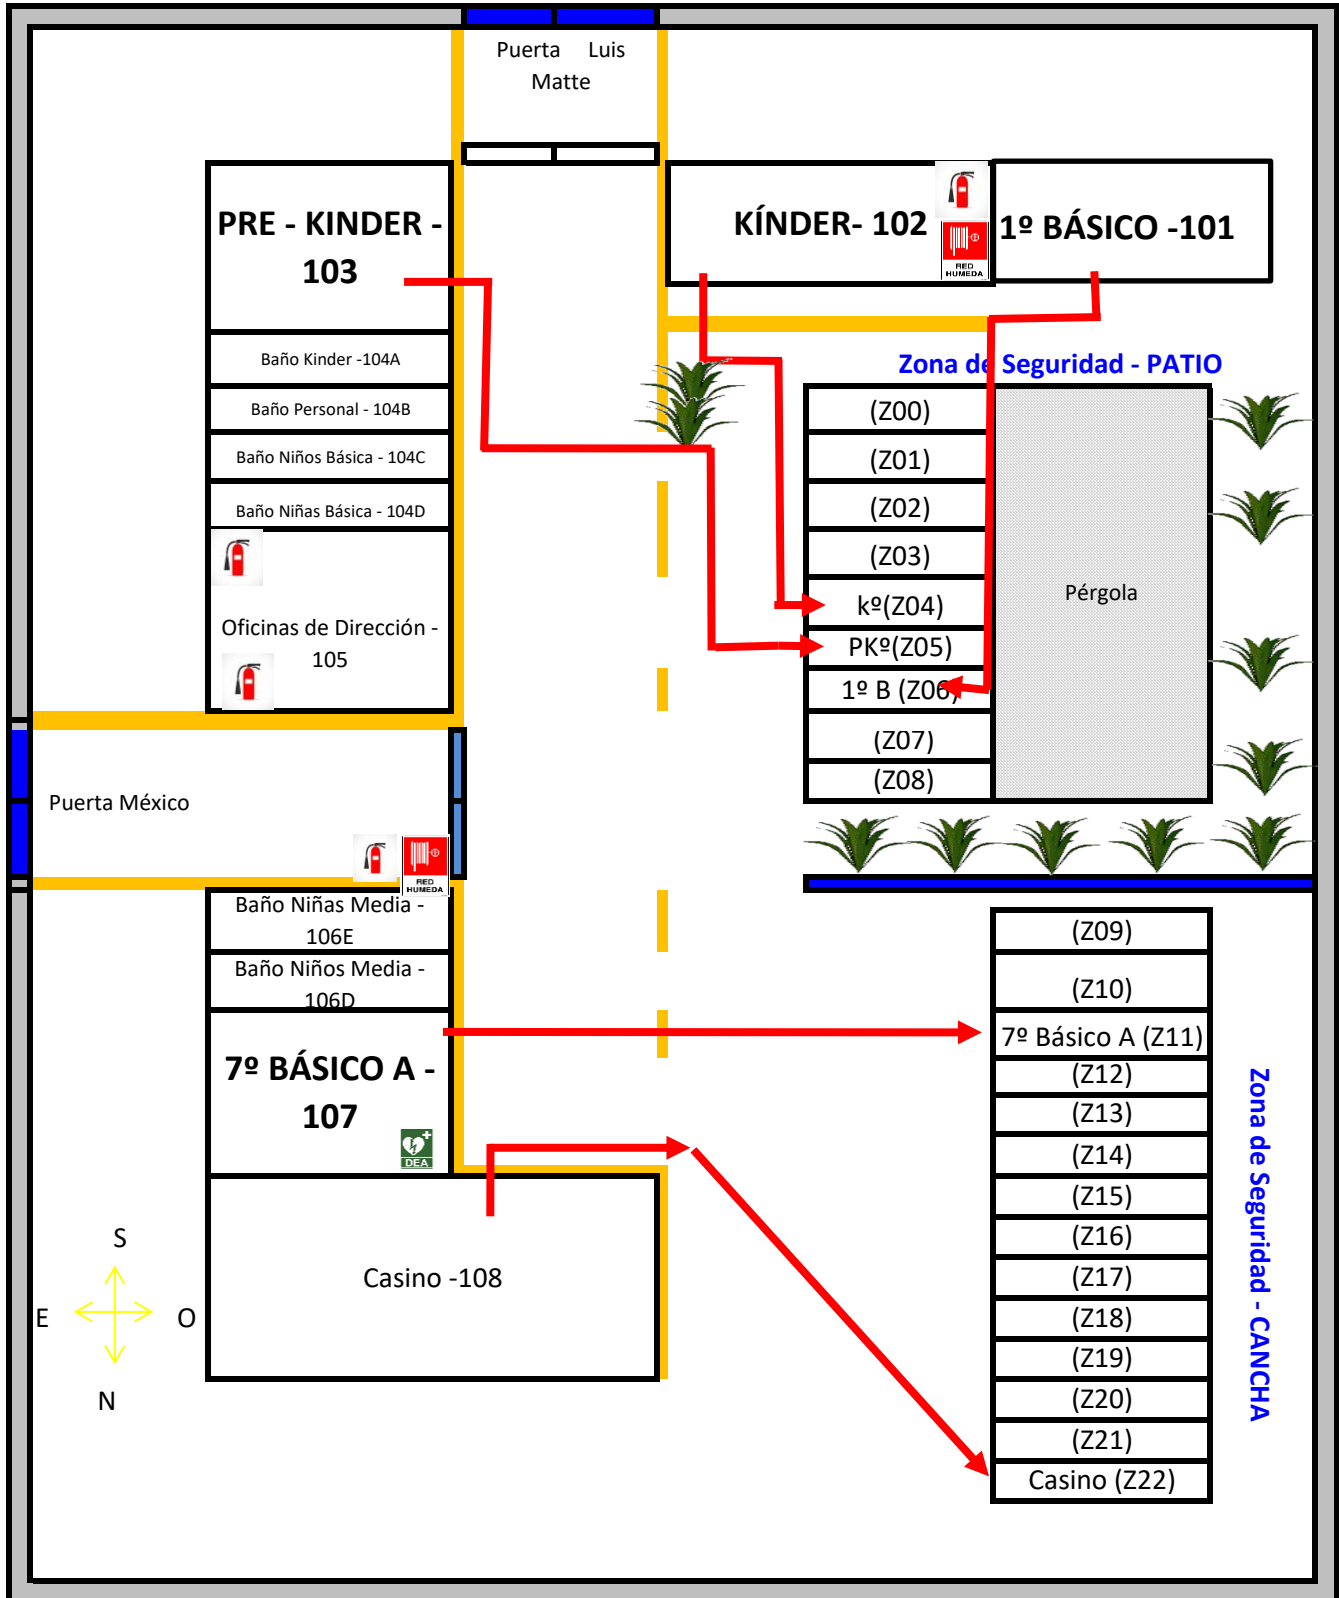 Puerta Luis
Matte
PRE - KINDER -
103
KÍNDER- 102
RED
HUMEDA
1º BÁSICO -101
Baño Kinder -104A
Baño Personal - 104B
Baño Niños Básica - 104C
Baño Niñas Básica - 104D
Oficinas de Dirección -
105
Zona de Seguridad - PATIO
(Z00)
(Z01)
(Z02)
(Z03)
kº(Z04)
PKº(Z05)
1º B (Z06)
(Z07)
(Z08)
Pérgola
Puerta México
RED
HUMEDA
Baño Niñas Media -
106E
Baño Niños Media -
106D
7º BÁSICO A -
107
DEA
Casino -108
(Z09)
(Z10)
7º Básico A (Z11)
(Z12)
(Z13)
(Z14)
(Z15)
(Z16)
(Z17)
(Z18)
(Z19)
(Z20)
(Z21)
Casino (Z22)
Zona de Seguridad - CANCHA
S
E
O
N